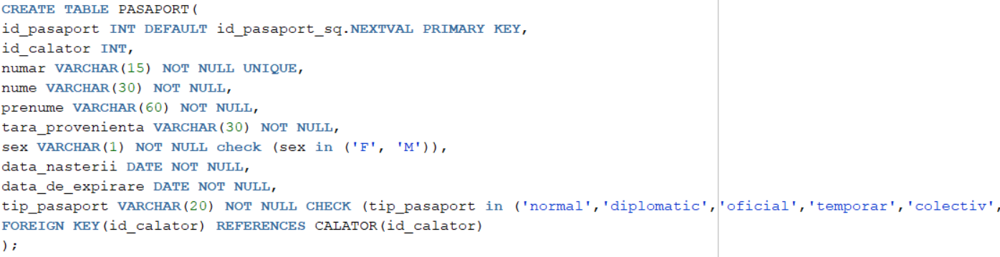 CREATE TABLE PASAPORT(
id_pasaport INT DEFAULT id_pasaport_sq.NEXTVAL PRIMARY KEY,
id_calator INT,
numar VARCHAR(15) NOT NULL UNIQUE,
nume VARCHAR(30) NOT NULL,
prenume VARCHAR(60) NOT NULL,
tara_provenienta VARCHAR(30) NOT NULL,
sex VARCHAR(1) NOT NULL check (sex in ('F', 'M')),
data_nasterii DATE NOT NULL,
data_de_expirare DATE NOT NULL,
tip_pasaport VARCHAR(20) NOT NULL CHECK (tip_pasaport in ('normal','diplomatic','oficial','temporar','colectiv',
FOREIGN KEY(id_calator) REFERENCES CALATOR(id_calator)
);